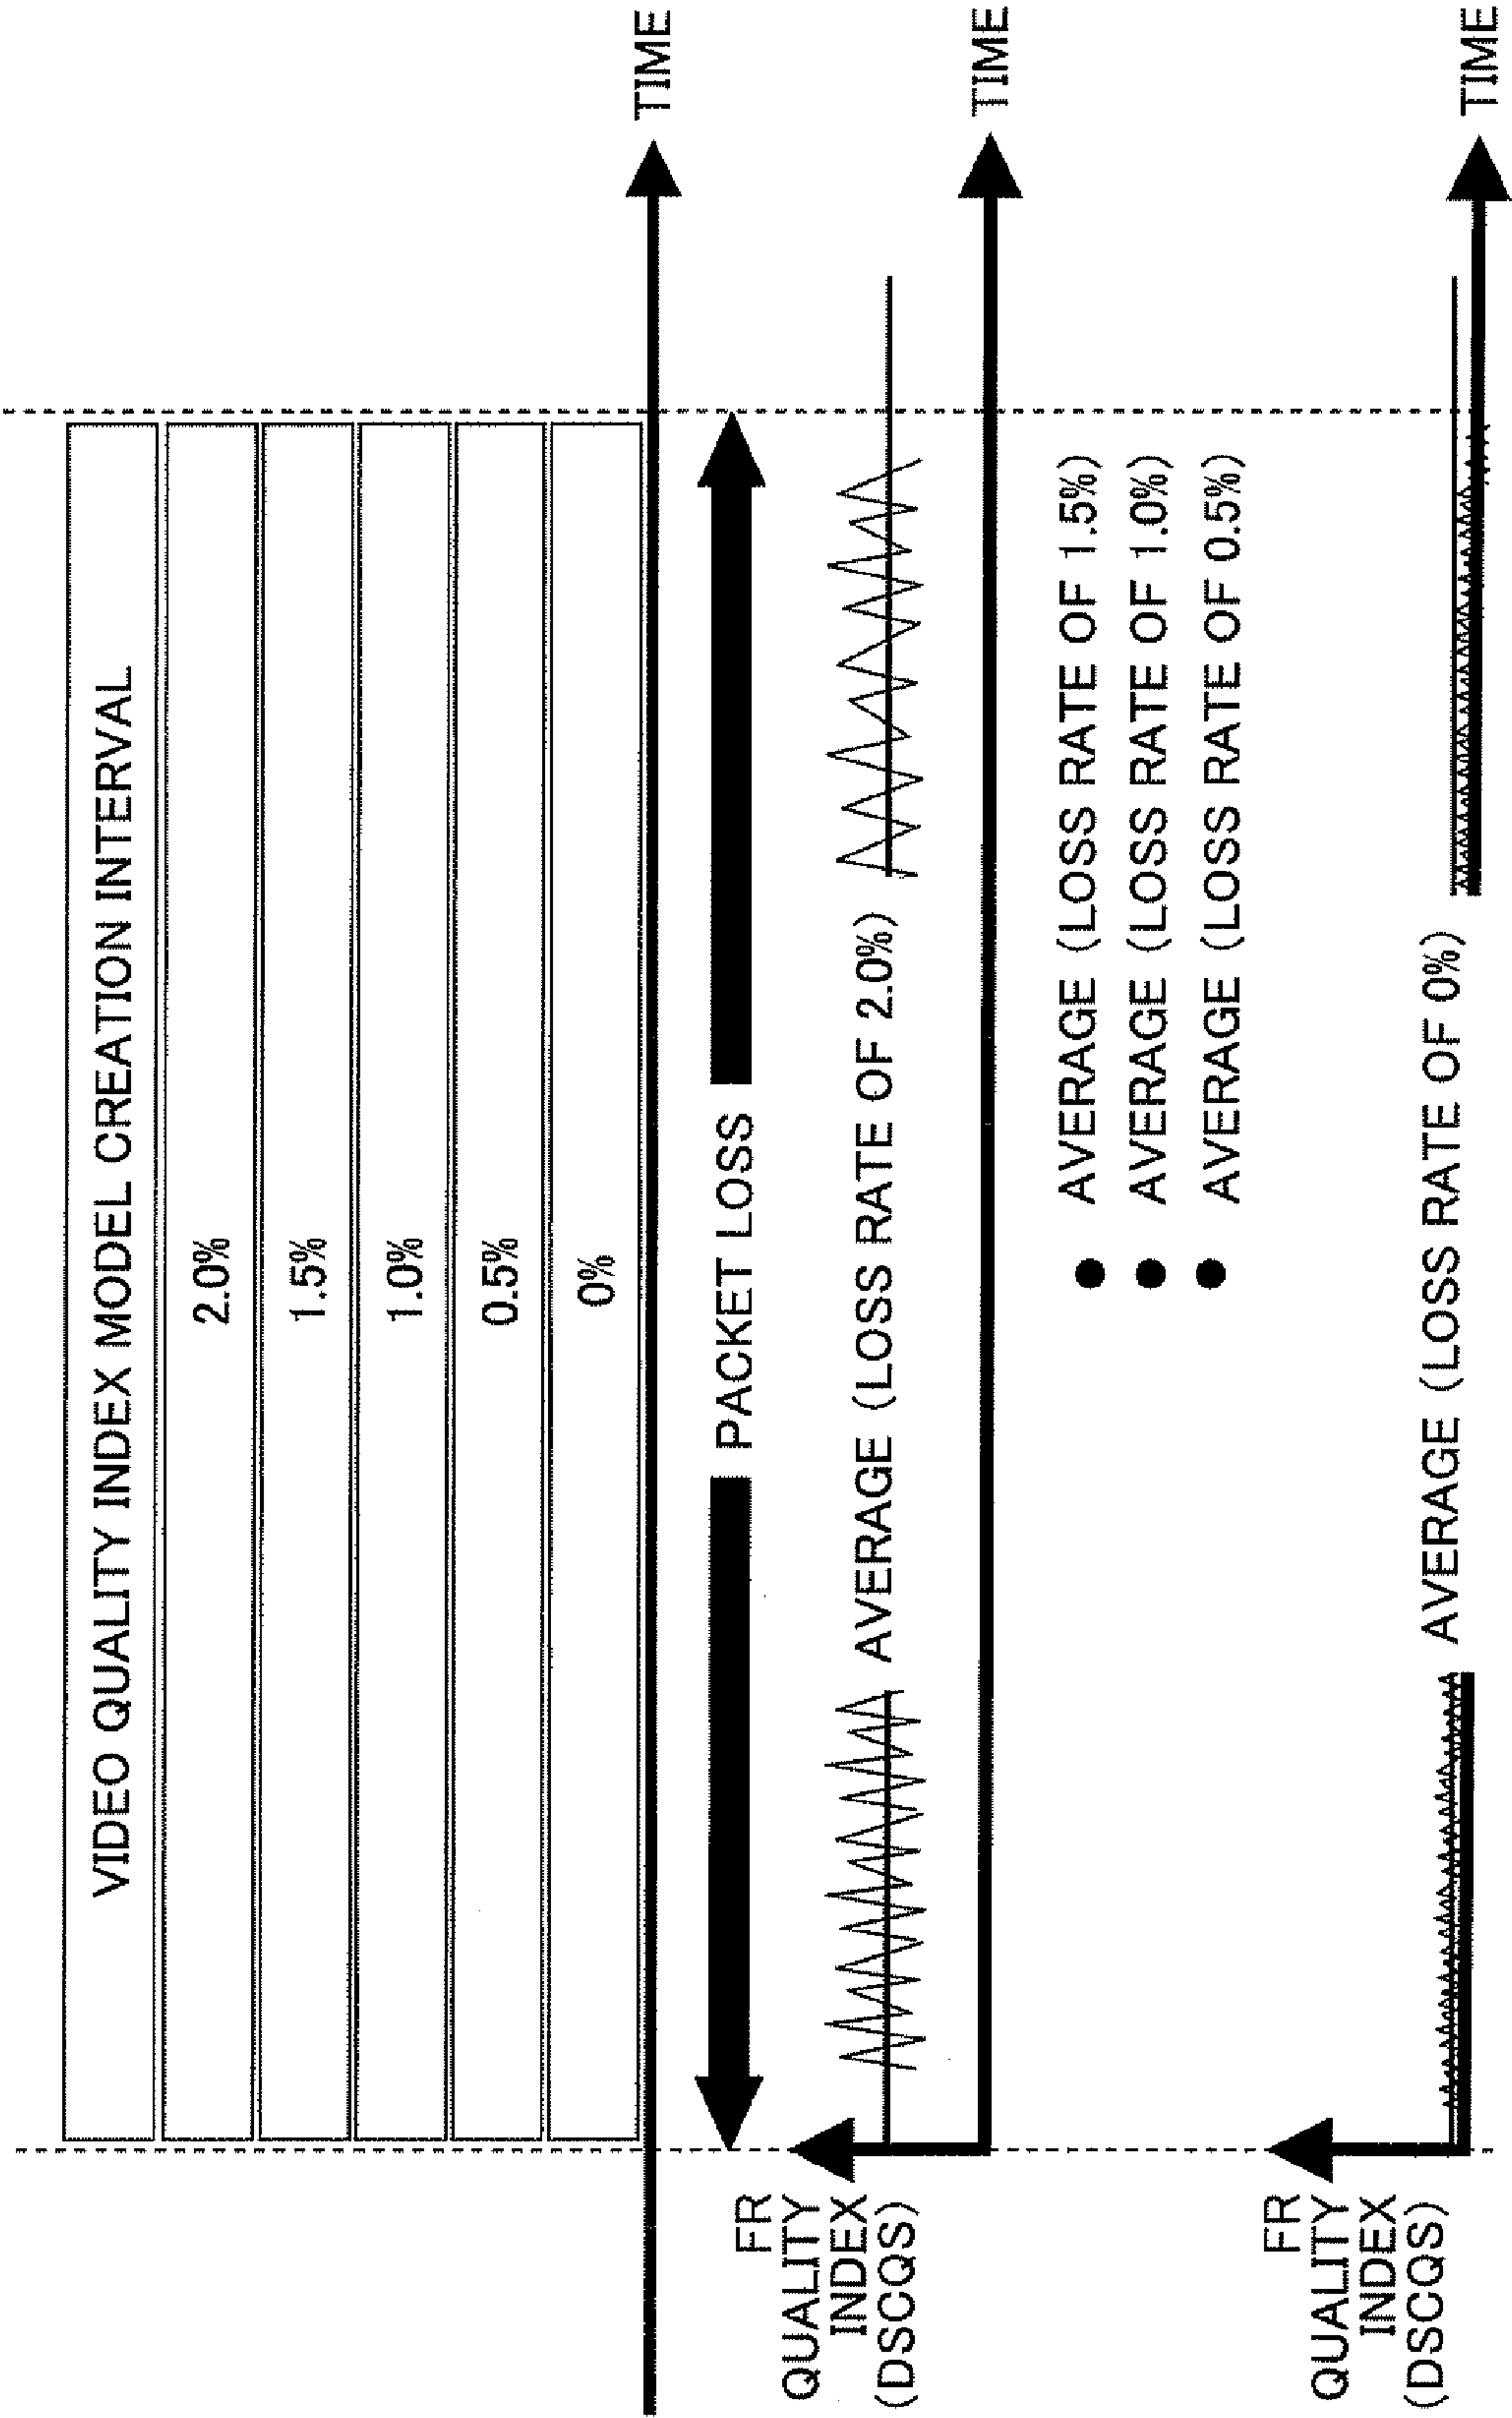 VIDEO QUALITY INDEX MODEL CREATION INTERVAL
2.0%
1.5%
1.0%
0.5%
0%
TIME
PACKET LOSS
FR
QUALITY
INDEX
(DSCQS)
AVERAGE (LOSS RATE OF 2.0%)
TIME
● AVERAGE (LOSS RATE OF 1.5%)
● AVERAGE (LOSS RATE OF 1.0%)
● AVERAGE (LOSS RATE OF 0.5%)
FR
QUALITY
INDEX
(DSCQS)
AVERAGE (LOSS RATE OF 0%)
TIME